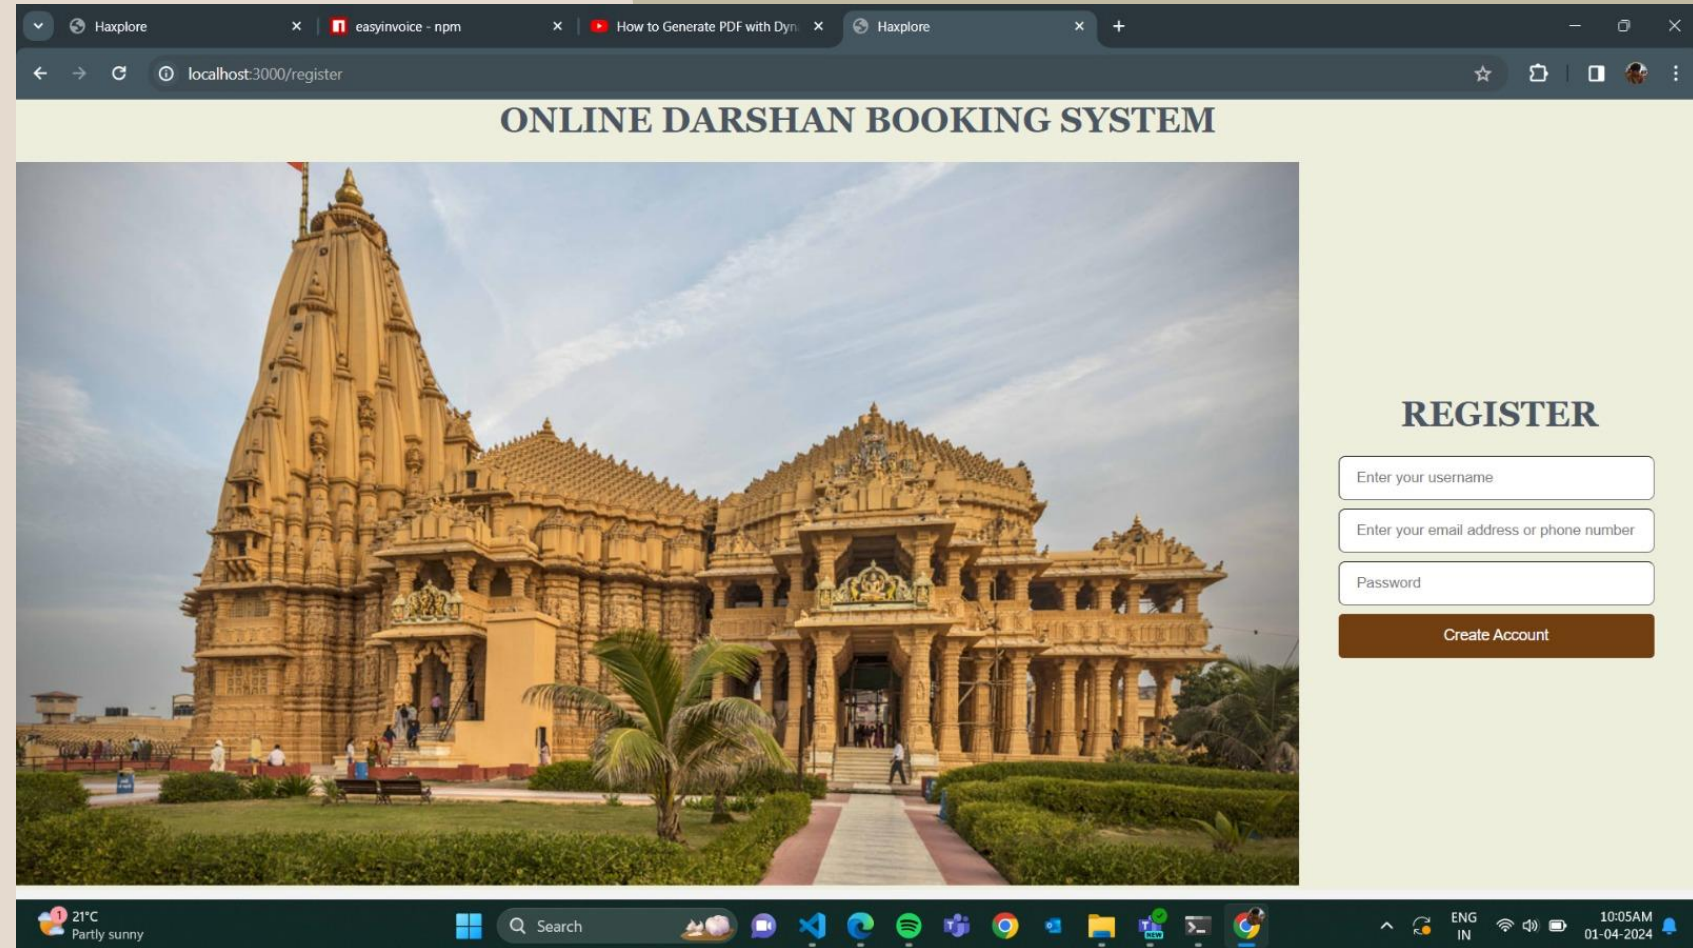 Haxplore
easyinvoice - npm
How to Generate PDF with Dyn
Haxplore
localhost:3000/register
ONLINE DARSHAN BOOKING SYSTEM
REGISTER
Enter your username
Enter your email address or phone number
Password
Create Account
1
21°C
Partly sunny
Search
NEW
ENG
IN
10:05AM
01-04-2024